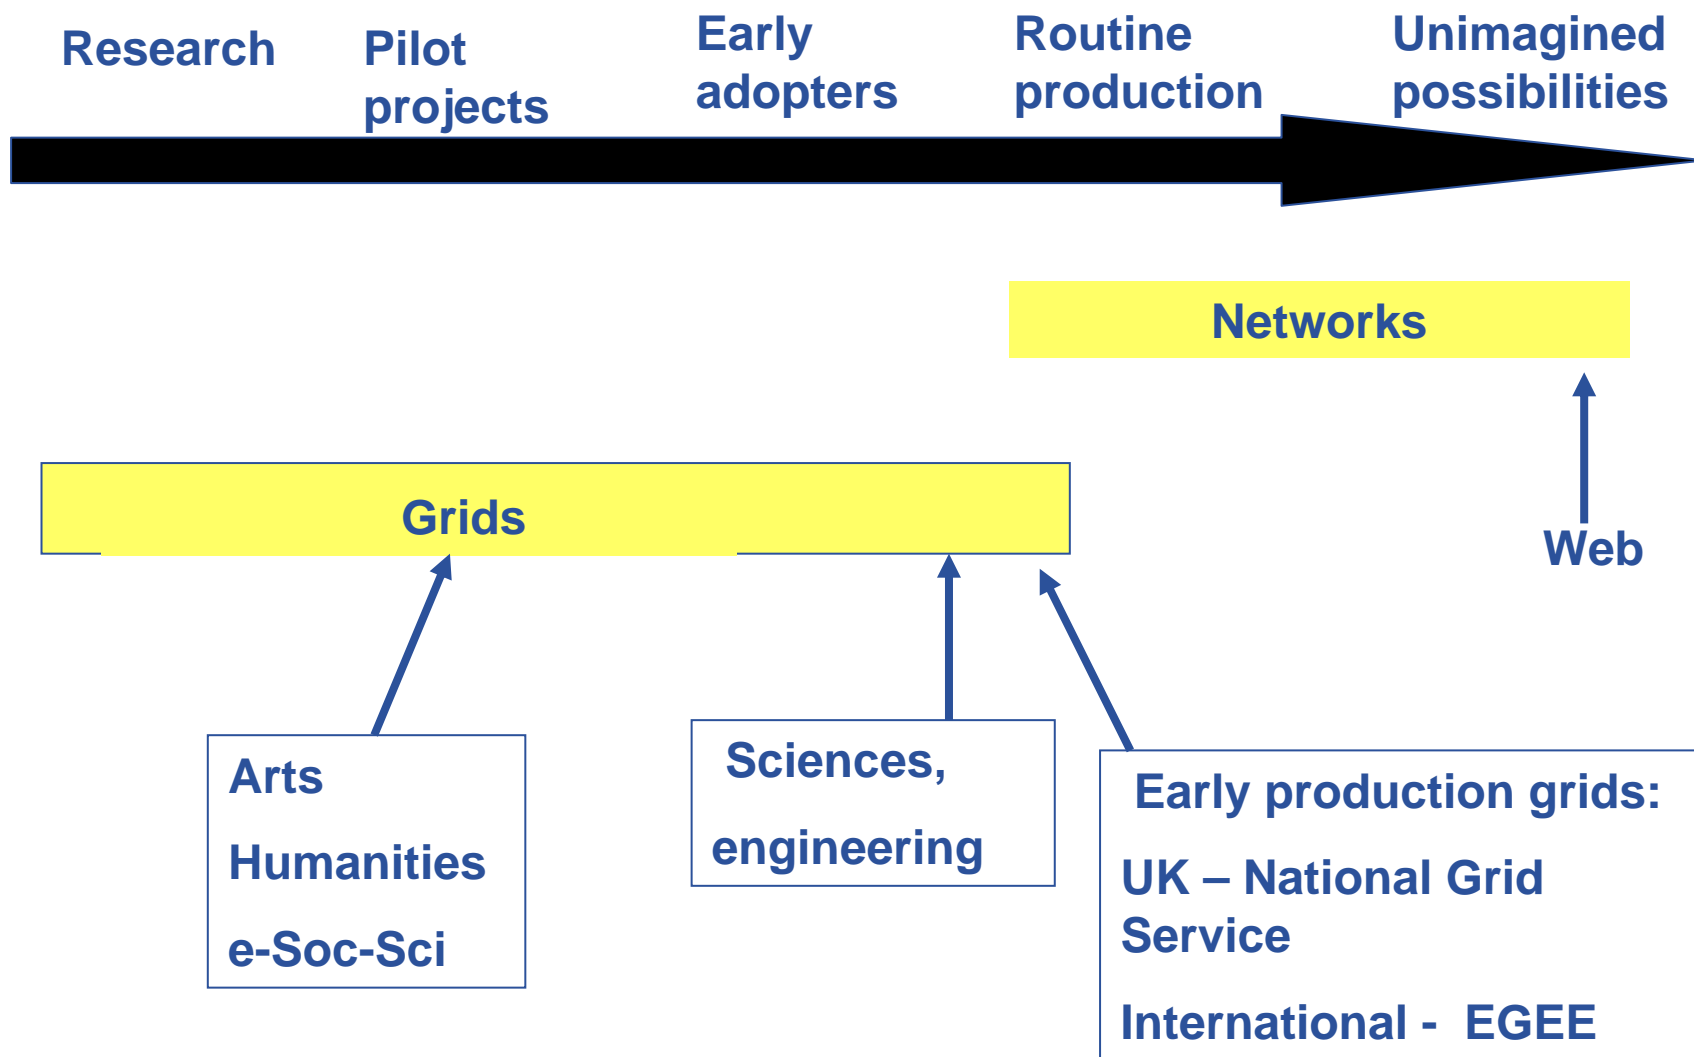 Research
Pilot
projects
Early
adopters
Routine
production
Unimagined
possibilities
Networks
Grids
Web
Arts
Humanities
e-Soc-Sci
Sciences,
engineering
Early production grids:
UK – National Grid
Service
International - EGEE